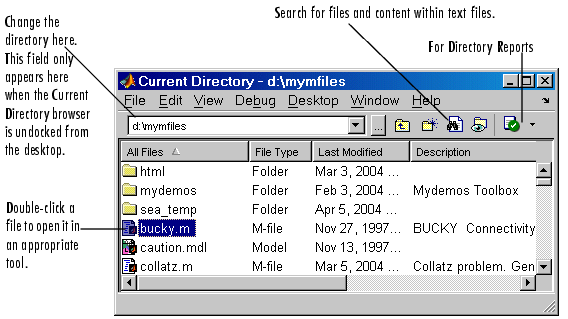 Search for files and content within text files.
Change the
directory here.
This field only
appears here
when the Current
Directory browser
is undocked from
the desktop.
For Directory Reports
Current Directory - d:\mymfiles
File Edit View Debug Desktop Window Help
d:\mymfiles ...
All Files File Type Last Modified Description
html Folder Mar 3, 2004 ...
mydemos Folder Feb 3, 2004 ... Mydemos Toolbox
sea_temp Folder Apr 5, 2004 ...
bucky.m M-file Nov 27, 1997... BUCKY Connectivity
caution.mdl Model Nov 13, 1997...
collatz.m M-file Mar 5, 2004 ... Collatz problem. Gen
Double-click a
file to open it in
an appropriate
tool.